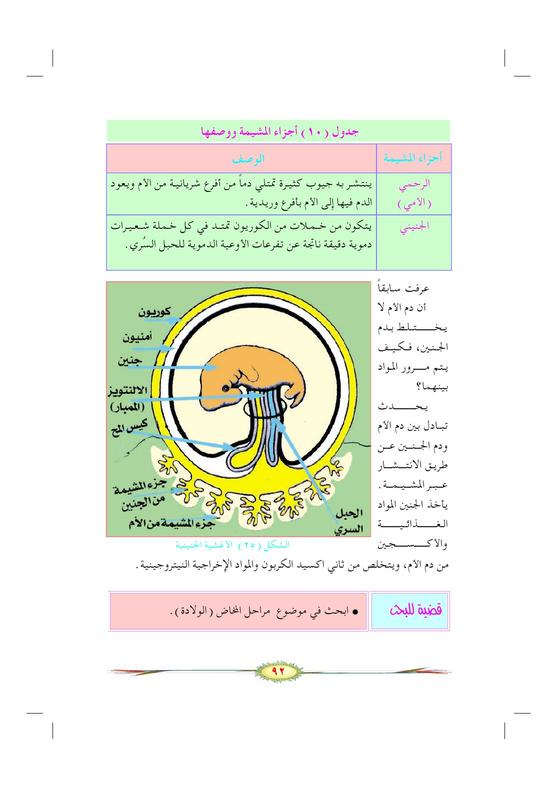 جدول (١٠) أجزاء المشيمة ووصفها
أجزاء المشيمة
الوصف
الرحمي
(الأمي)
ينتشر به جيوب كثيرة تمتلي دماً من أفرع شريانية من الأم ويعود
الدم فيها إلى الأم بأفرع وريدية.
الجنيني
يتكون من خملات من الكوريون تمتد في كل خملة شعيرات
دموية دقيقة ناتجة عن تفرعات الأوعية الدموية للحبل السُري.
عرفت سابقاً
أن دم الأم لا
يختلط بدم
الجنين، فكيف
يتم مرور المواد
بينهما؟
يحدث
تبادل بين دم الأم
ودم الجنين عن
طريق الانتشار
عبر المشيمة.
يأخذ الجنين المواد
الغذائية
والأكسجين
من دم الأم، ويتخلص من ثاني اكسيد الكربون والمواد الإخراجية النيتروجينية.
كوريون
أمنيون
جنين
الالنتويز
(الممبار)
كيس المح
جزء المشيمة
من الجنين
جزء المشيمة من الأم
الحبل
السري
الشكل (٢٥) الأغشية الجنينية
قضية للبحث
● ابحث في موضوع مراحل المخاض (الولادة).
٩٢